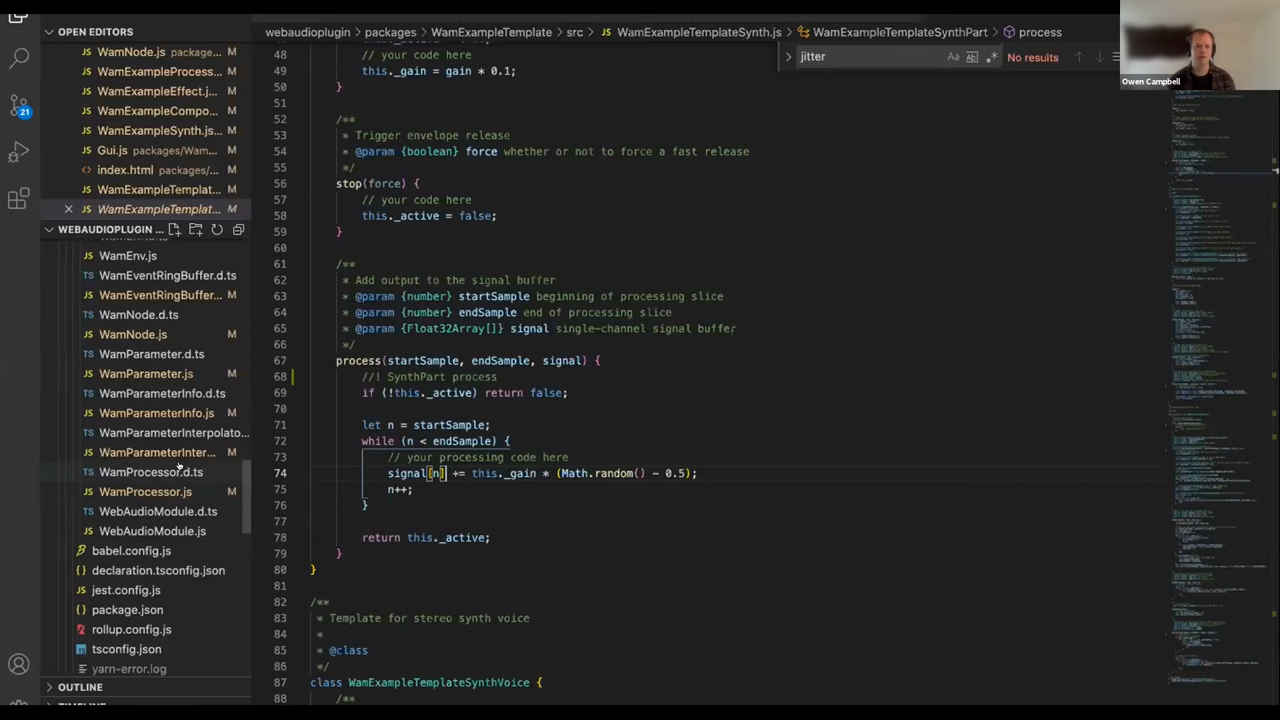 OPEN EDITORS
WamNode.js package... M
WamExampleProcess... M
WamExampleEffect.j... M
WamExampleCompo... M
WamExampleSynth.js... M
Gui.js packages/Wam... M
index.html packages/... M
WamExampleTemplat... M
WamExampleTemplat... M
WEBAUDIOPLUGIN
WamEnv.js
WamEventRingBuffer.d.ts
WamEventRingBuffer... M
WamNode.d.ts
WamNode.js M
WamParameter.d.ts
WamParameter.js M
WamParameterInfo.d.ts
WamParameterInfo.js M
WamParameterInterpolato...
WamParameterInter... M
WamProcessor.d.ts
WamProcessor.js M
WebAudioModule.d.ts
WebAudioModule.js M
babel.config.js
declaration.tsconfig.json
jest.config.js
package.json
rollup.config.js
tsconfig.json
yarn-error.log
OUTLINE
21
webaudioplugin > packages > WamExampleTemplate > src > JS WamExampleTemplateSynth.js > WamExampleTemplateSynthPart > process
jitter Aa Ab .* No results
Owen Campbell
48 // your code here
49 this._gain = gain * 0.1;
50 }
51
52 /**
53 * Trigger envelope release
54 * @param {boolean} force whether or not to force a fast release
55 */
56 stop(force) {
57 // your code here
58 this._active = false;
59 }
60
61 /**
62 * Add output to the signal buffer
63 * @param {number} startSample beginning of processing slice
64 * @param {number} endSample end of processing slice
65 * @param {Float32Array[]} signal single-channel signal buffer
66 */
67 process(startSample, endSample, signal) {
68 //! SynthPart process
69 if (!this._active) return false;
70
71 let n = startSample;
72 while (n < endSample) {
73 // your processing code here
74 signal[n] += this._gain * (Math.random() - 0.5);
75 n++;
76 }
77
78 return this._active;
79 }
80 }
81
82 /**
83 * Template for stereo synth voice
84 *
85 * @class
86 */
87 class WamExampleTemplateSynthVoice {
88 /**